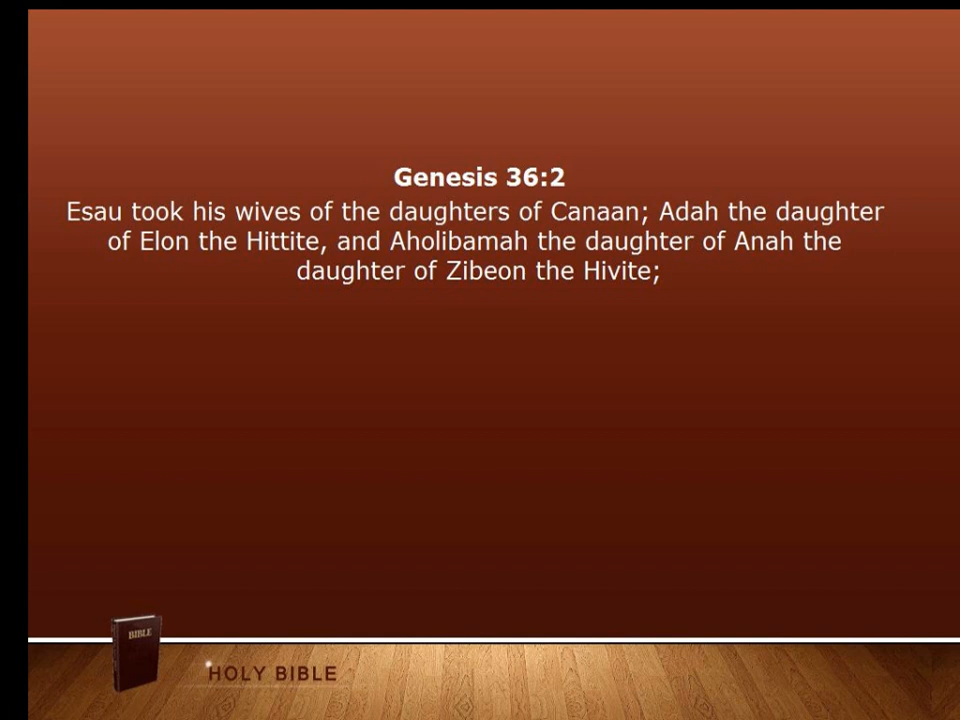 Genesis 36:2
Esau took his wives of the daughters of Canaan; Adah the daughter
of Elon the Hittite, and Aholibamah the daughter of Anah the
daughter of Zibeon the Hivite;
BIBLE
HOLY BIBLE